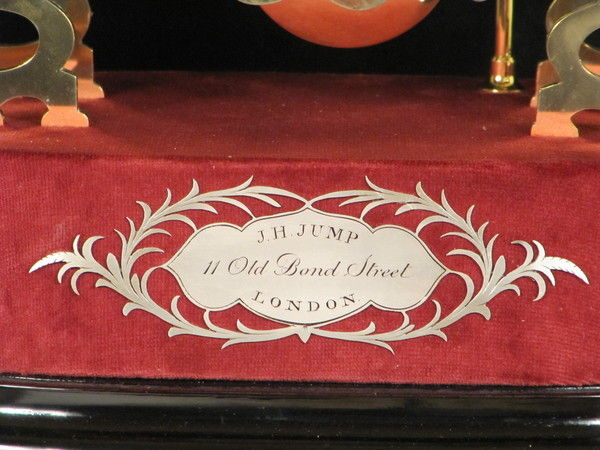 J.H. JUMP
11 Old Bond Street
LONDON